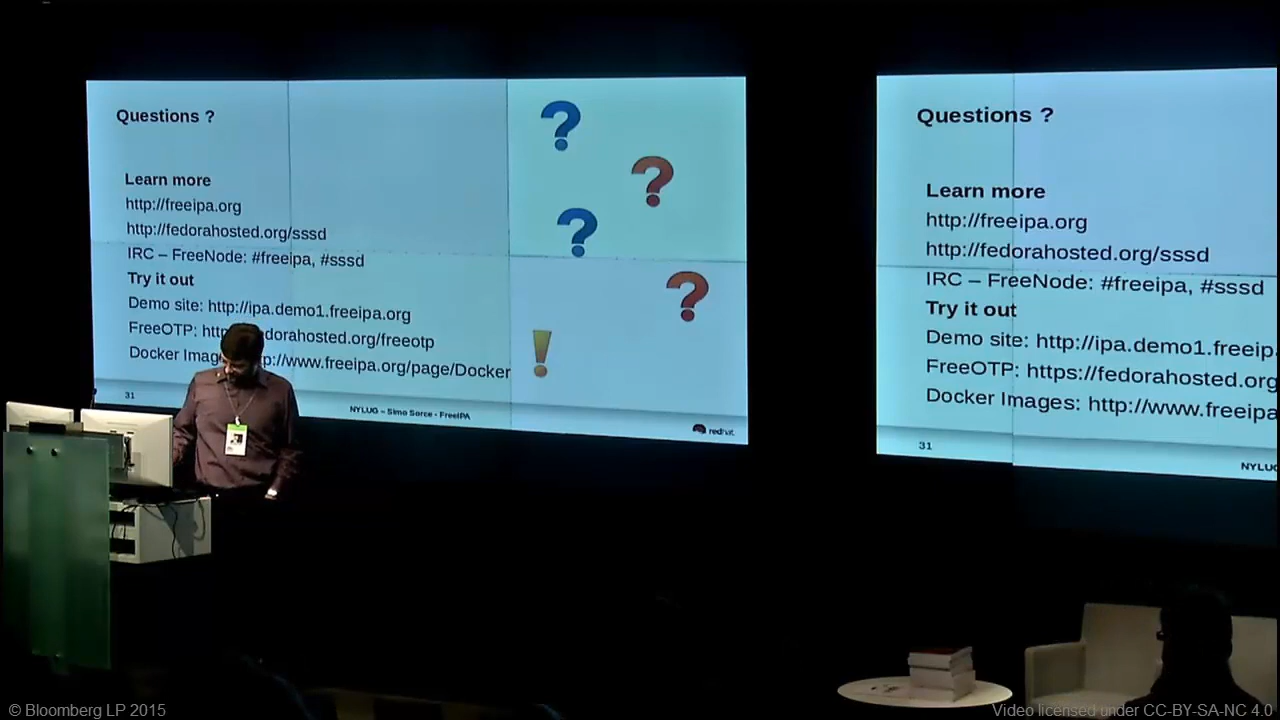 Questions ?
Learn more
http://freeipa.org
http://fedorahosted.org/sssd
IRC – FreeNode: #freeipa, #sssd
Try it out
Demo site: http://ipa.demo1.freeipa.org
FreeOTP: http edorahosted.org/freeotp
Docker Imag p://www.freeipa.org/page/Docker
31
NYLUG – Simo Sorce - FreeIPA
redhat.
Questions ?
Learn more
http://freeipa.org
http://fedorahosted.org/sssd
IRC – FreeNode: #freeipa, #sssd
Try it out
Demo site: http://ipa.demo1.freeip
FreeOTP: https://fedorahosted.org
Docker Images: http://www.freeipa
31
NYLUG
© Bloomberg LP 2015
Video licensed under CC-BY-SA-NC 4.0